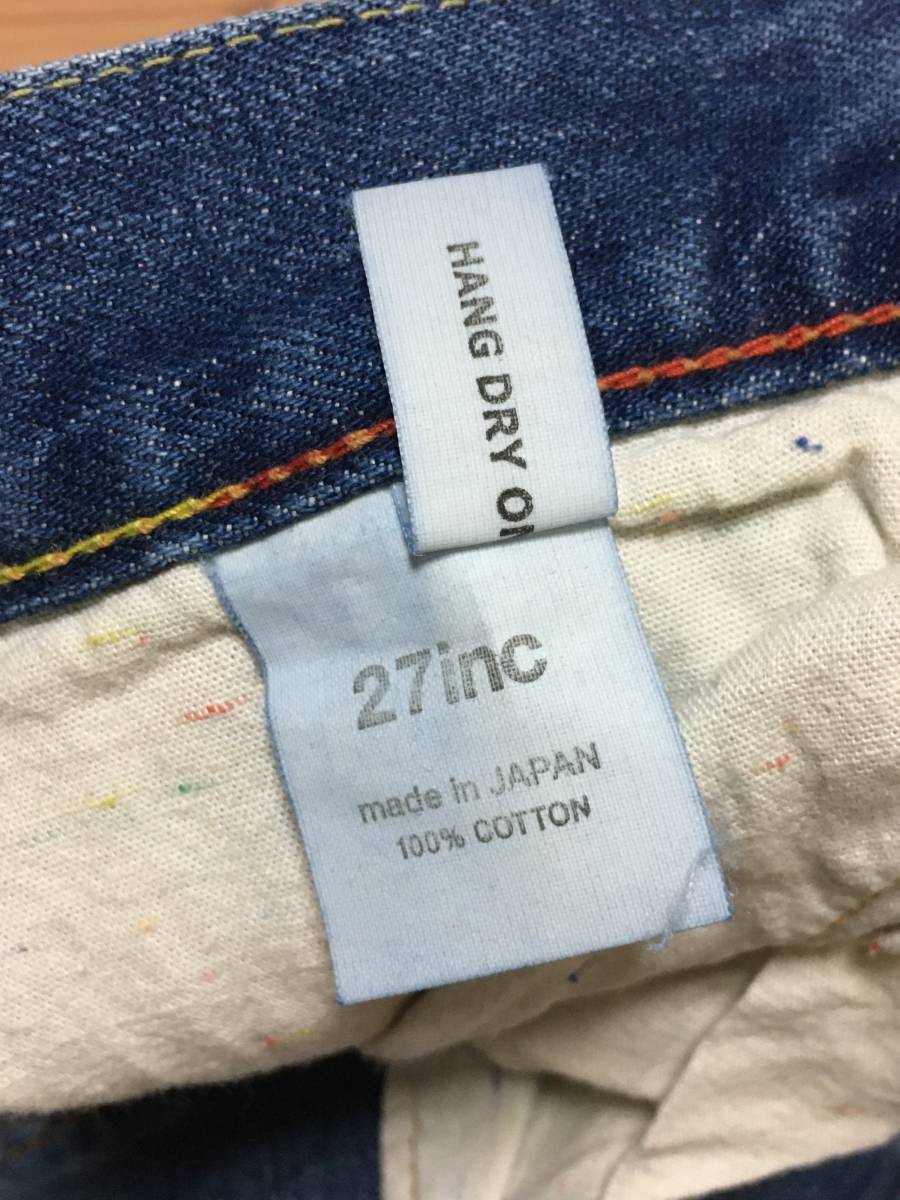 HANG DRY
27inc
made in JAPAN
100% COTTON